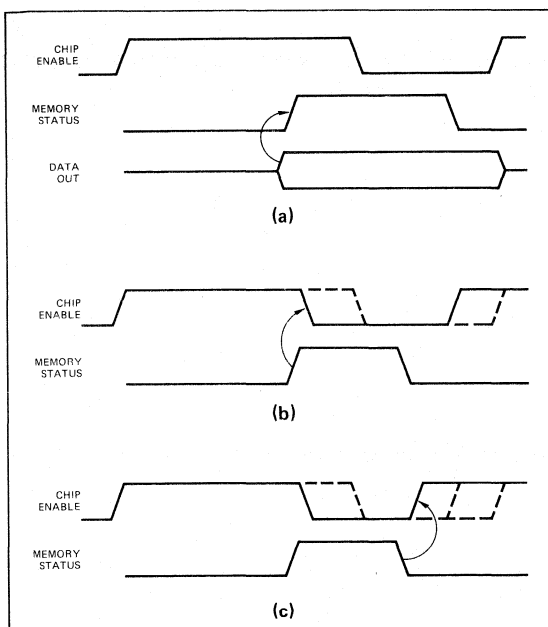 CHIP
ENABLE
MEMORY
STATUS
DATA
OUT
(a)
CHIP
ENABLE
MEMORY
STATUS
(b)
CHIP
ENABLE
MEMORY
STATUS
(c)